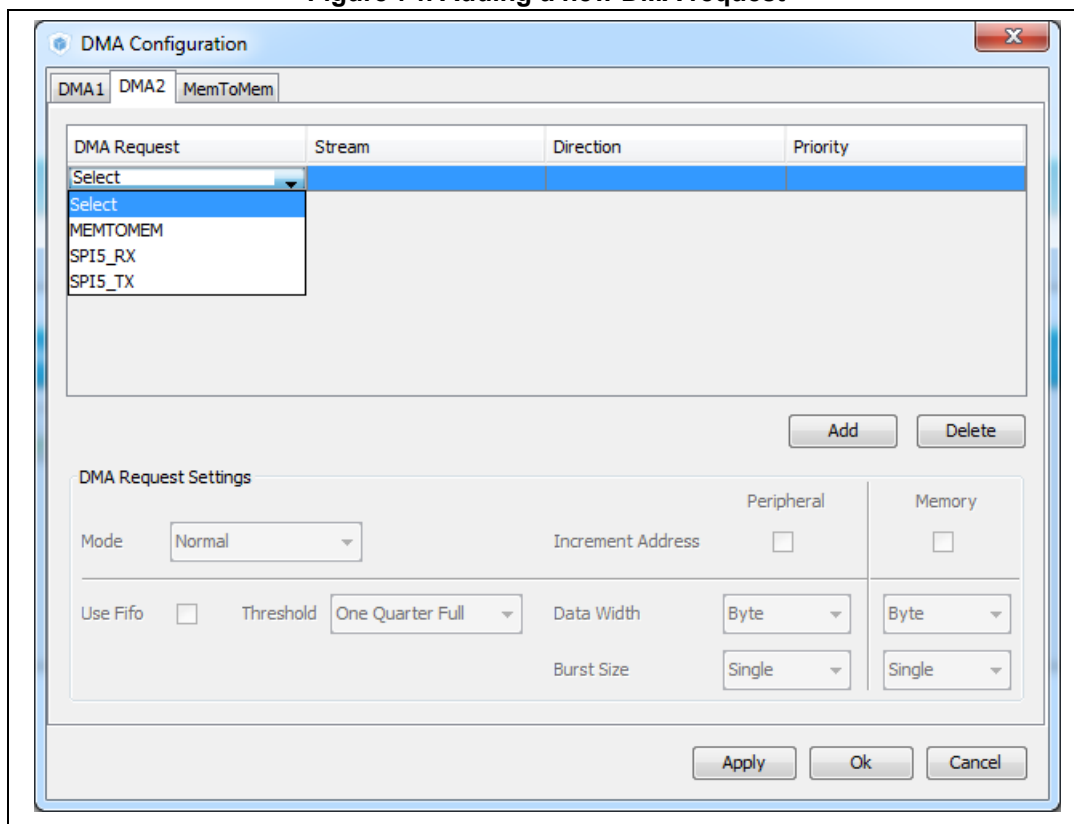 DMA Configuration
DMA1 DMA2 MemToMem
DMA Request Stream Direction Priority
Select
Select
MEMTOMEM
SPI5_RX
SPI5_TX
Add Delete
DMA Request Settings
Peripheral Memory
Mode Normal Increment Address
Use Fifo Threshold One Quarter Full Data Width Byte Byte
Burst Size Single Single
Apply Ok Cancel